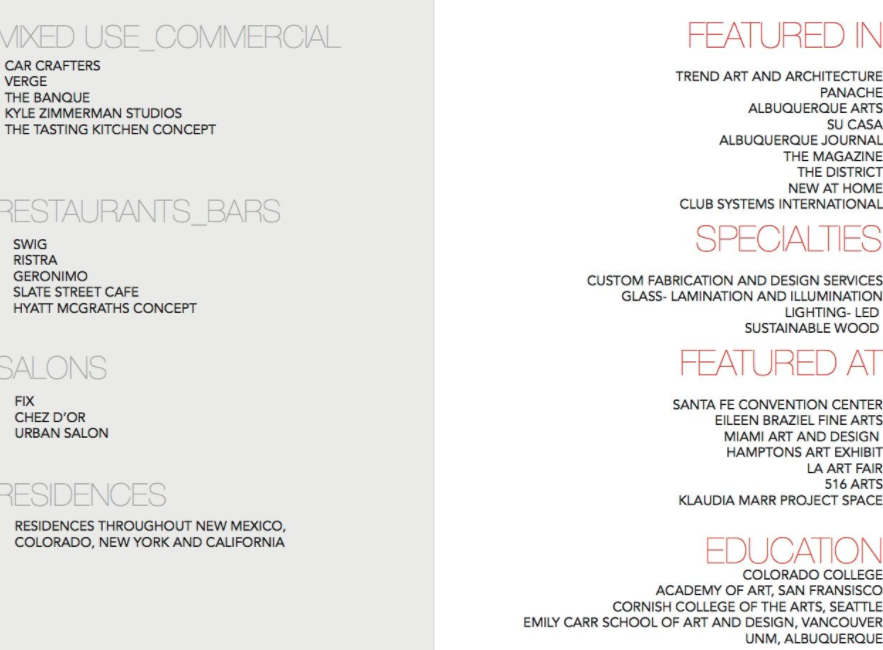 MIXED USE_COMMERCIAL
CAR CRAFTERS
VERGE
THE BANQUE
KYLE ZIMMERMAN STUDIOS
THE TASTING KITCHEN CONCEPT
RESTAURANTS_BARS
SWIG
RISTRA
GERONIMO
SLATE STREET CAFE
HYATT MCGRATHS CONCEPT
SALONS
FIX
CHEZ D'OR
URBAN SALON
RESIDENCES
RESIDENCES THROUGHOUT NEW MEXICO,
COLORADO, NEW YORK AND CALIFORNIA
FEATURED IN
TREND ART AND ARCHITECTURE
PANACHE
ALBUQUERQUE ARTS
SU CASA
ALBUQUERQUE JOURNAL
THE MAGAZINE
THE DISTRICT
NEW AT HOME
CLUB SYSTEMS INTERNATIONAL
SPECIALTIES
CUSTOM FABRICATION AND DESIGN SERVICES
GLASS- LAMINATION AND ILLUMINATION
LIGHTING- LED
SUSTAINABLE WOOD
FEATURED AT
SANTA FE CONVENTION CENTER
EILEEN BRAZIEL FINE ARTS
MIAMI ART AND DESIGN
HAMPTONS ART EXHIBIT
LA ART FAIR
516 ARTS
KLAUDIA MARR PROJECT SPACE
EDUCATION
COLORADO COLLEGE
ACADEMY OF ART, SAN FRANSISCO
CORNISH COLLEGE OF THE ARTS, SEATTLE
EMILY CARR SCHOOL OF ART AND DESIGN, VANCOUVER
UNM, ALBUQUERQUE